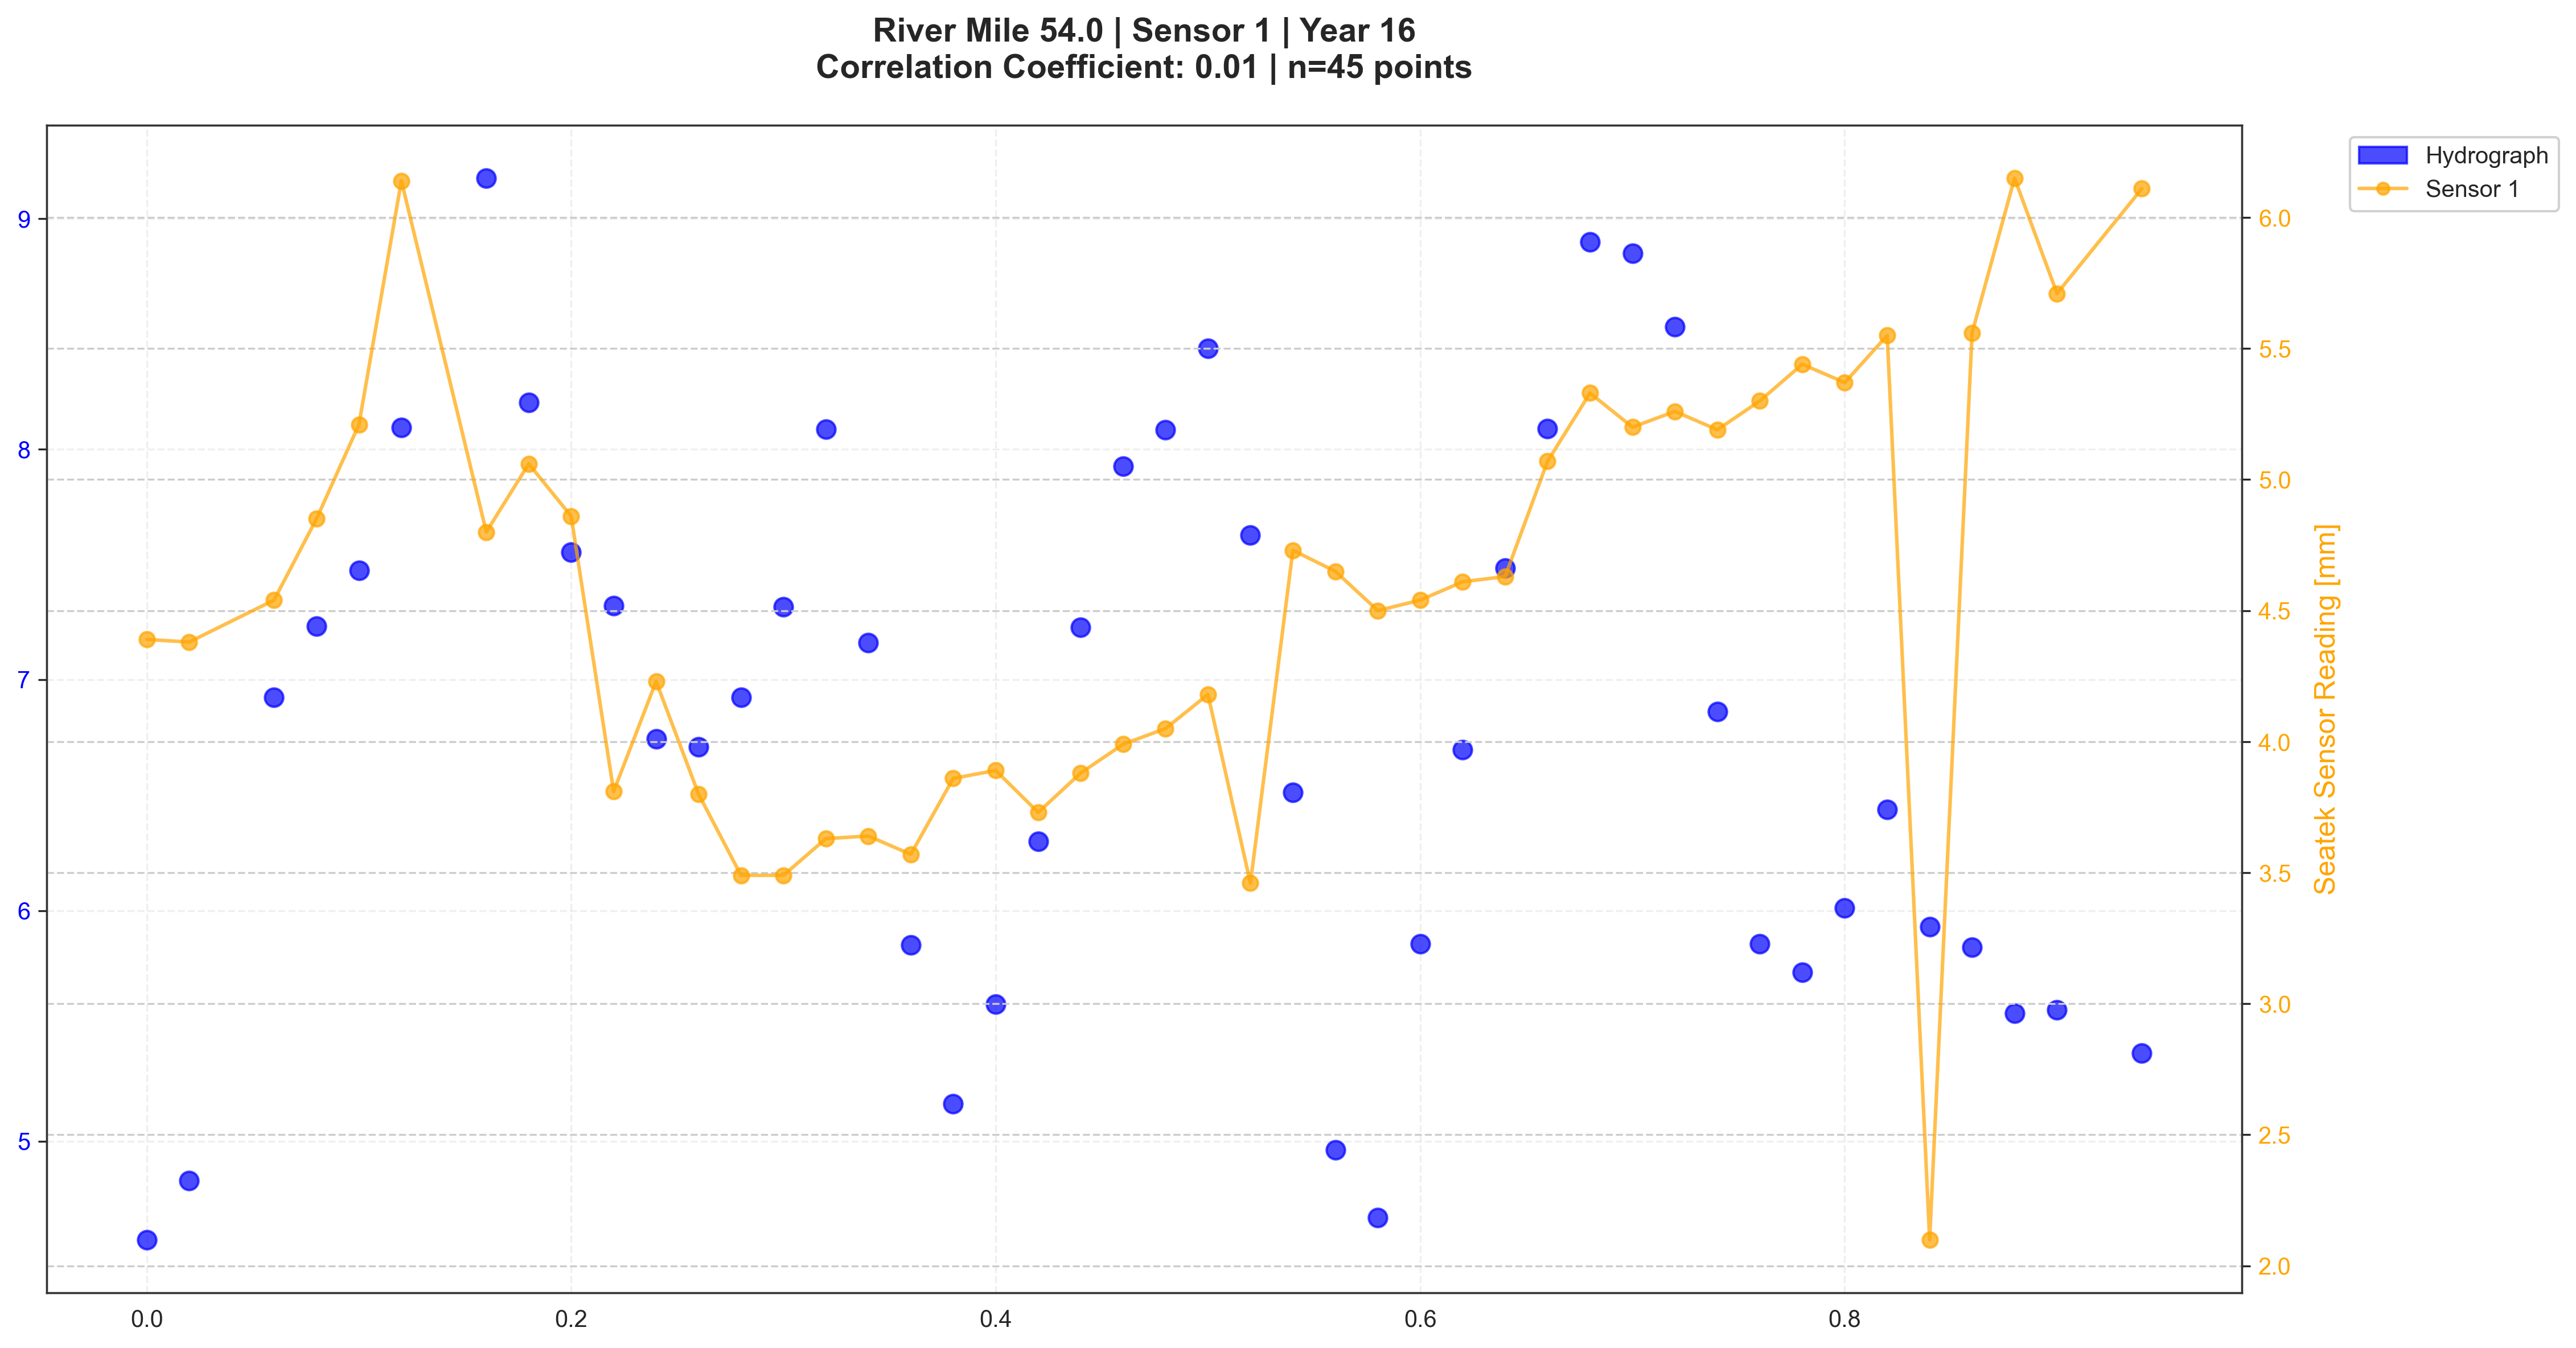 River Mile 54.0 | Sensor 1 | Year 16
Correlation Coefficient: 0.01 | n=45 points
Hydrograph
Sensor 1
9
8
7
6
5
6.0
5.5
5.0
4.5
4.0
3.5
3.0
2.5
2.0
Seatek Sensor Reading [mm]
0.0 0.2 0.4 0.6 0.8